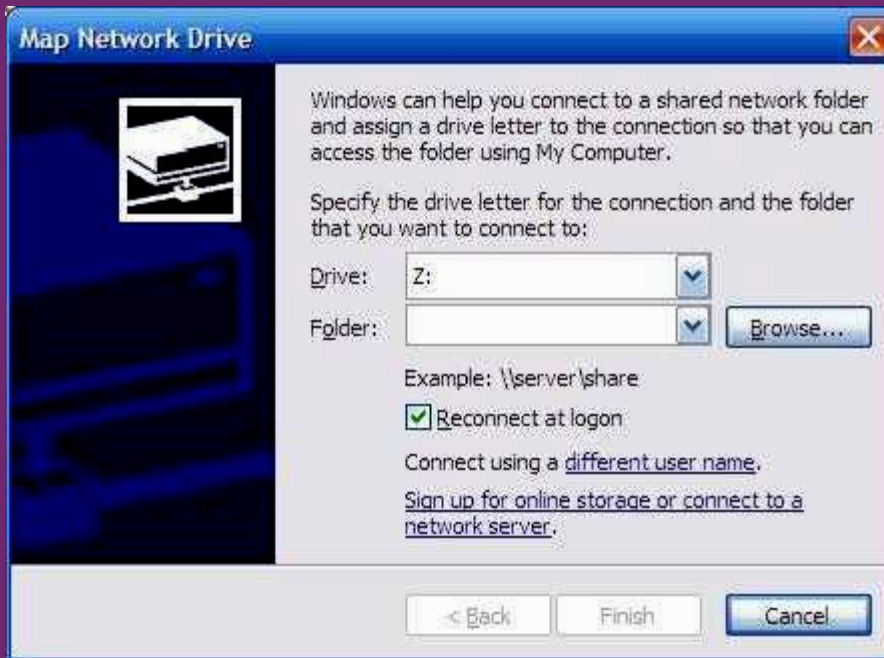 Map Network Drive
Windows can help you connect to a shared network folder
and assign a drive letter to the connection so that you can
access the folder using My Computer.
Specify the drive letter for the connection and the folder
that you want to connect to:
Drive: Z:
Folder: Browse...
Example: \\server\share
Reconnect at logon
Connect using a different user name.
Sign up for online storage or connect to a
network server.
< Back Finish Cancel